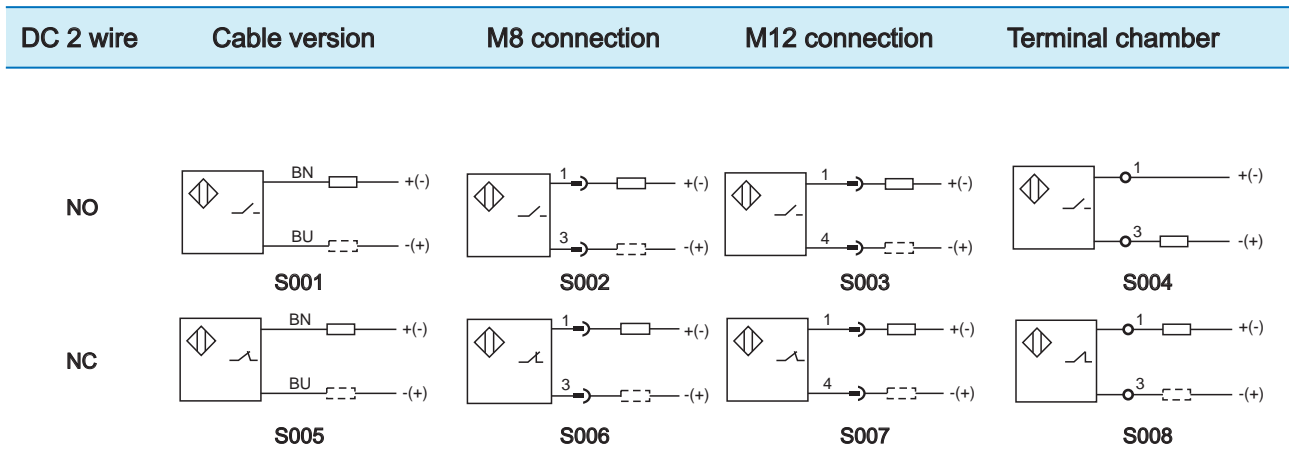 DC 2 wire Cable version M8 connection M12 connection Terminal chamber
NO
BN +(-)
BU -(+)
S001
1 +(-)
3 -(+)
S002
1 +(-)
4 -(+)
S003
1 +(-)
3 -(+)
S004
NC
BN +(-)
BU -(+)
S005
1 +(-)
3 -(+)
S006
1 +(-)
4 -(+)
S007
1 +(-)
3 -(+)
S008